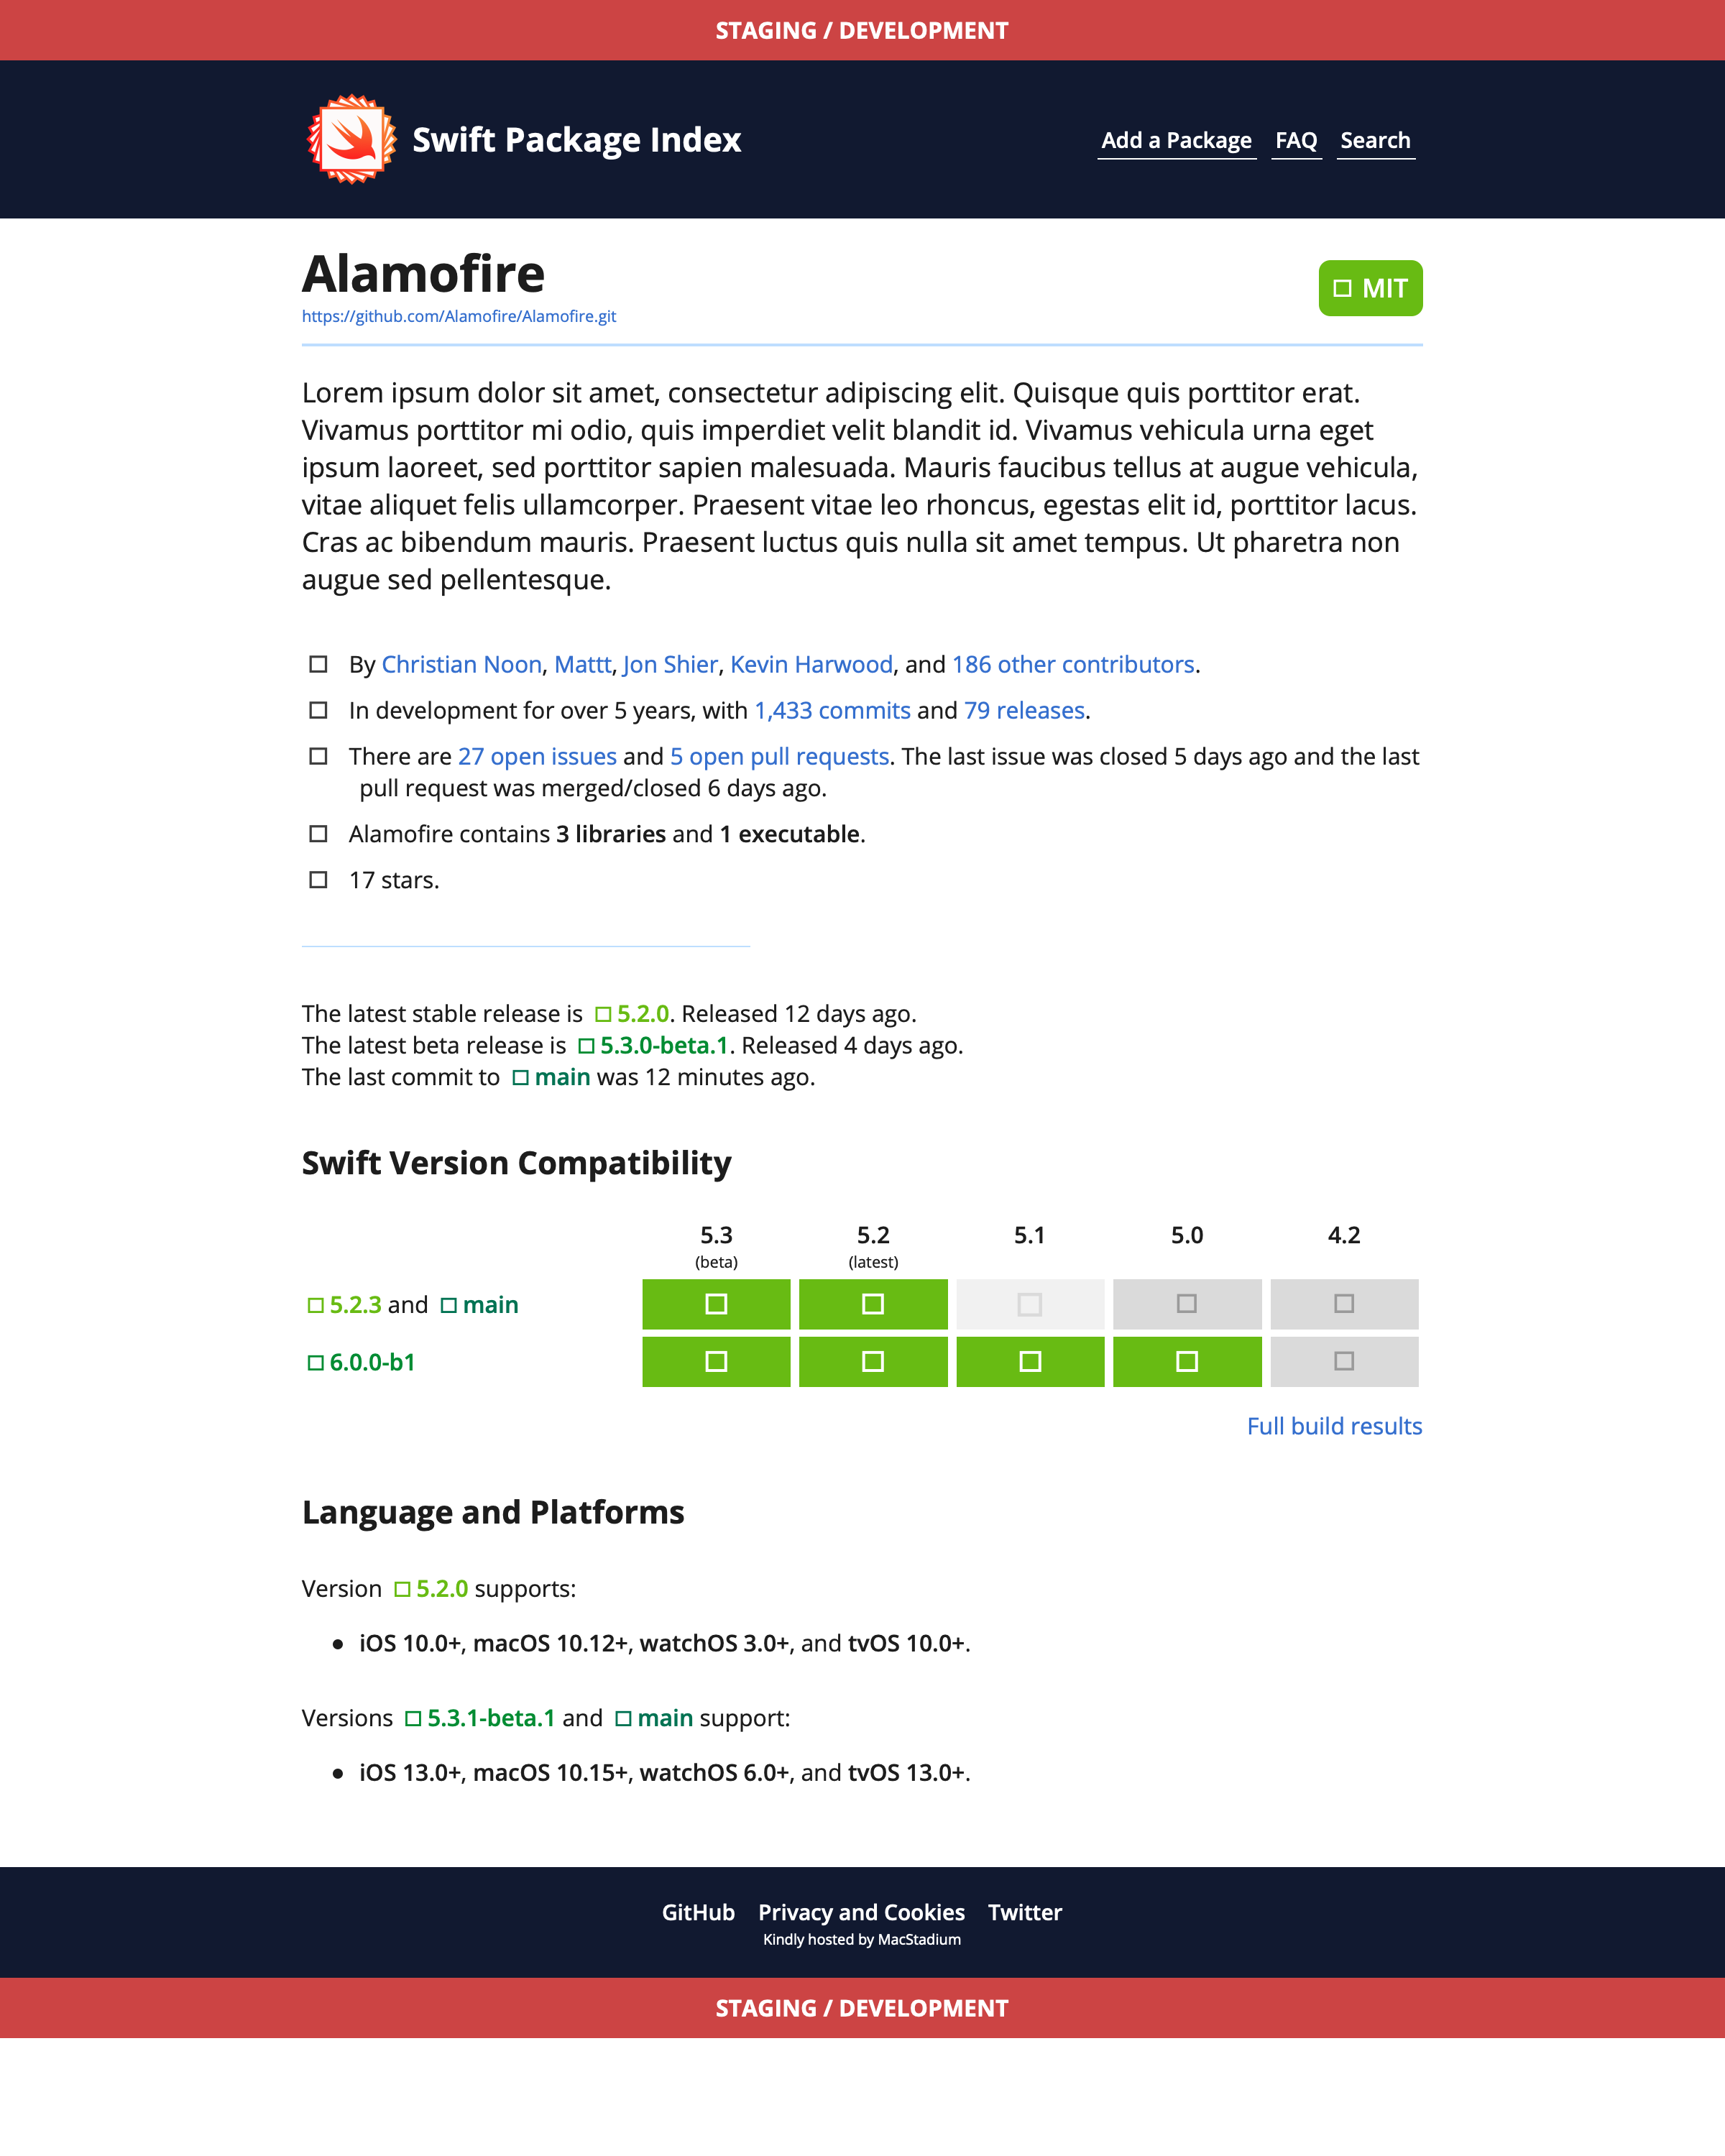 STAGING / DEVELOPMENT
Swift Package Index
Add a Package FAQ Search
Alamofire
MIT
https://github.com/Alamofire/Alamofire.git
Lorem ipsum dolor sit amet, consectetur adipiscing elit. Quisque quis porttitor erat.
Vivamus porttitor mi odio, quis imperdiet velit blandit id. Vivamus vehicula urna eget
ipsum laoreet, sed porttitor sapien malesuada. Mauris faucibus tellus at augue vehicula,
vitae aliquet felis ullamcorper. Praesent vitae leo rhoncus, egestas elit id, porttitor lacus.
Cras ac bibendum mauris. Praesent luctus quis nulla sit amet tempus. Ut pharetra non
augue sed pellentesque.
By Christian Noon, Mattt, Jon Shier, Kevin Harwood, and 186 other contributors.
In development for over 5 years, with 1,433 commits and 79 releases.
There are 27 open issues and 5 open pull requests. The last issue was closed 5 days ago and the last
pull request was merged/closed 6 days ago.
Alamofire contains 3 libraries and 1 executable.
17 stars.
The latest stable release is 5.2.0. Released 12 days ago.
The latest beta release is 5.3.0-beta.1. Released 4 days ago.
The last commit to main was 12 minutes ago.
Swift Version Compatibility
5.3 5.2 5.1 5.0 4.2
(beta) (latest)
5.2.3 and main
6.0.0-b1
Full build results
Language and Platforms
Version 5.2.0 supports:
• iOS 10.0+, macOS 10.12+, watchOS 3.0+, and tvOS 10.0+.
Versions 5.3.1-beta.1 and main support:
• iOS 13.0+, macOS 10.15+, watchOS 6.0+, and tvOS 13.0+.
GitHub Privacy and Cookies Twitter
Kindly hosted by MacStadium
STAGING / DEVELOPMENT